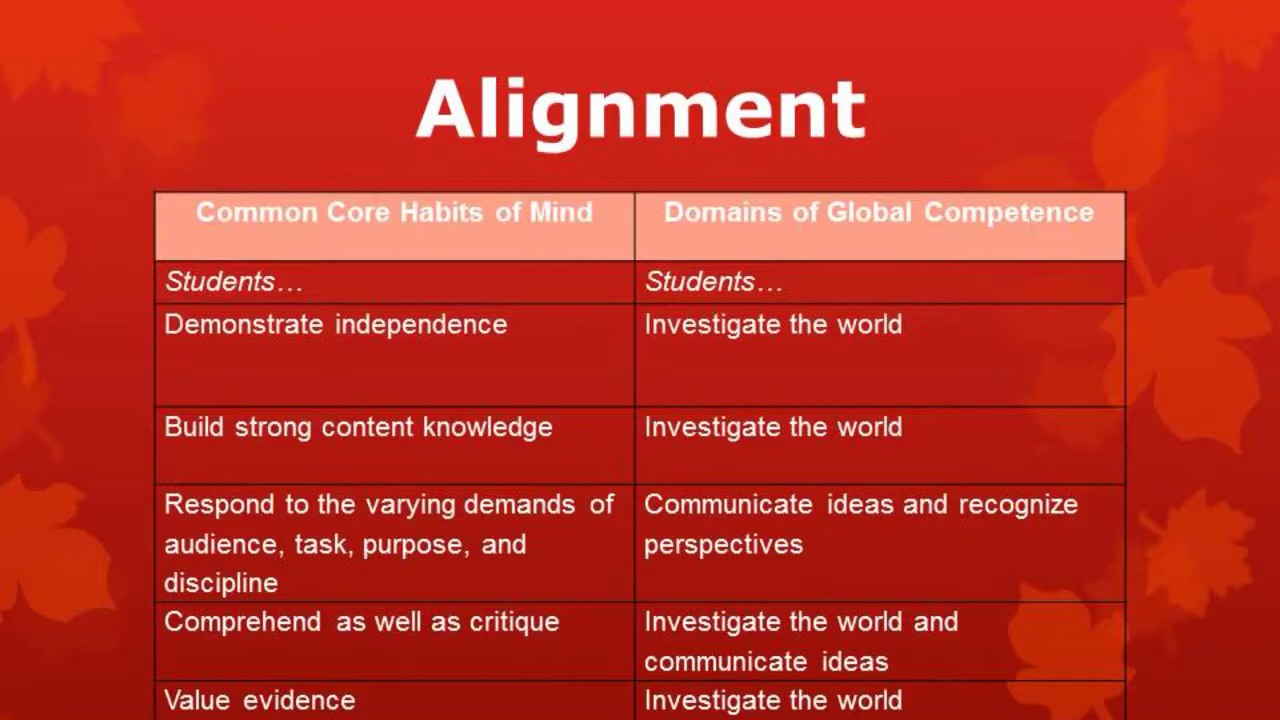 Alignment
Common Core Habits of Mind
Domains of Global Competence
Students…
Students…
Demonstrate independence
Investigate the world
Build strong content knowledge
Investigate the world
Respond to the varying demands of
audience, task, purpose, and
discipline
Communicate ideas and recognize
perspectives
Comprehend as well as critique
Investigate the world and
communicate ideas
Value evidence
Investigate the world